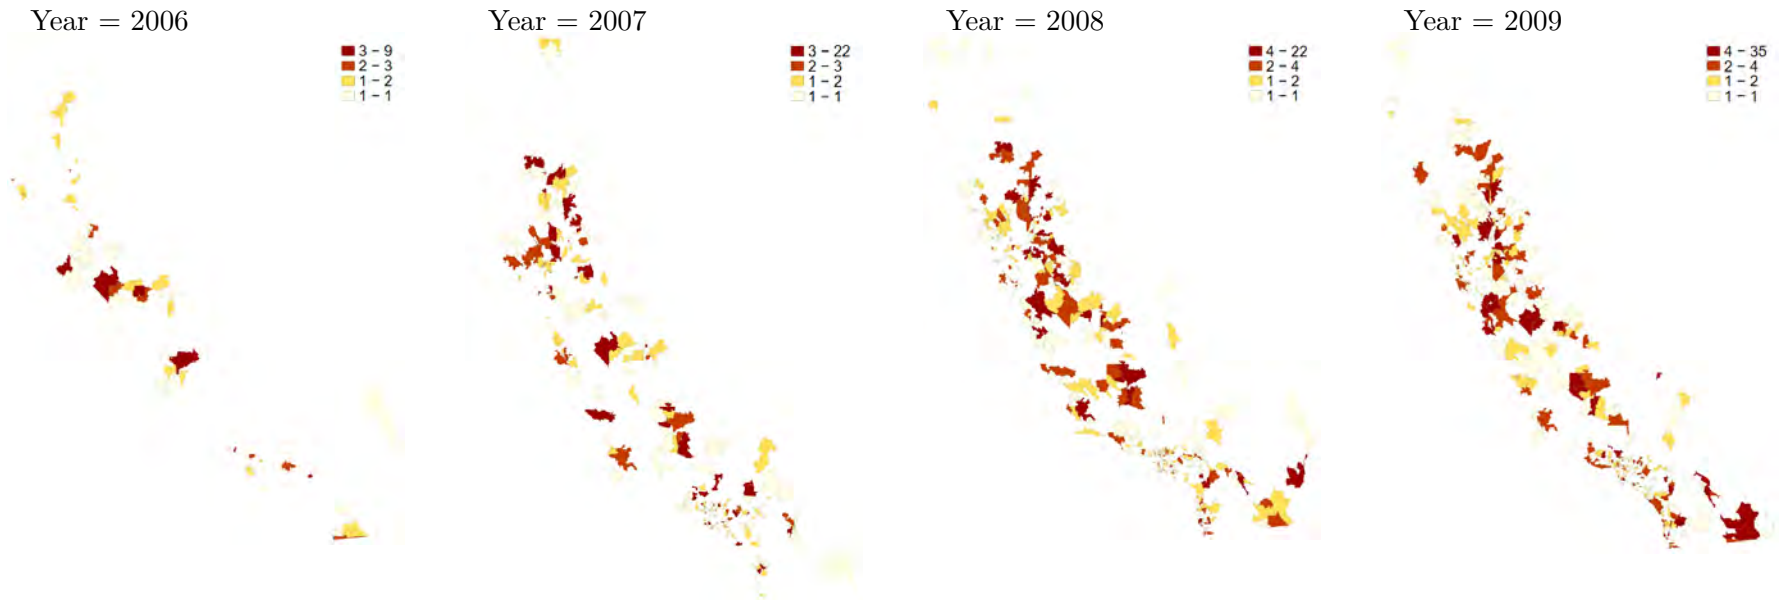 Year = 2006
3 − 9
2 − 3
1 − 2
1 − 1
Year = 2007
3 − 22
2 − 3
1 − 2
1 − 1
Year = 2008
4 − 22
2 − 4
1 − 2
1 − 1
Year = 2009
4 − 35
2 − 4
1 − 2
1 − 1